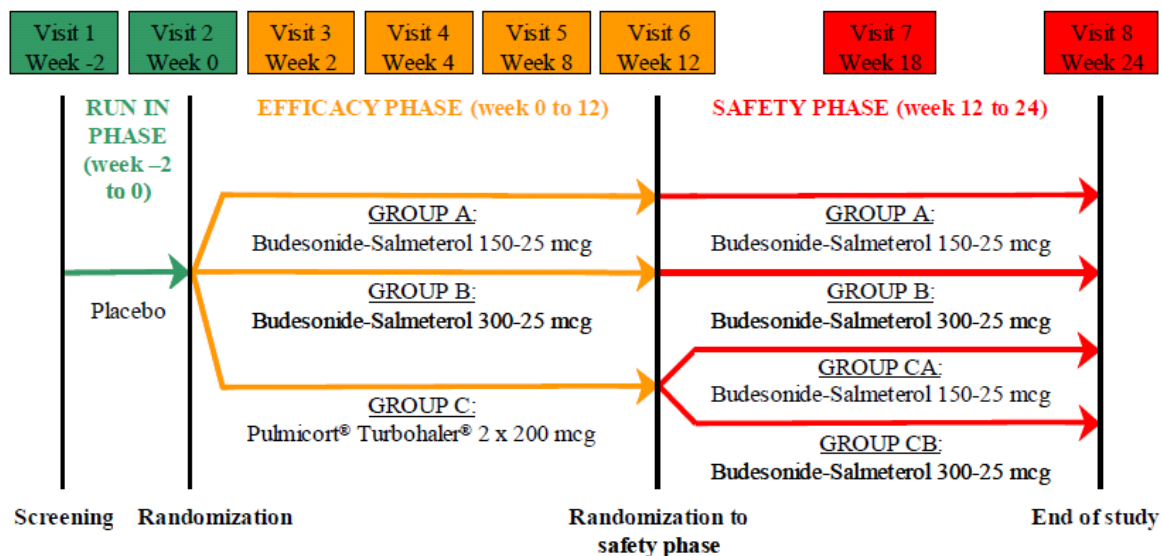 Visit 1
Week -2
Visit 2
Week 0
Visit 3
Week 2
Visit 4
Week 4
Visit 5
Week 8
Visit 6
Week 12
Visit 7
Week 18
Visit 8
Week 24
RUN IN
PHASE
(week –2
to 0)
EFFICACY PHASE (week 0 to 12)
SAFETY PHASE (week 12 to 24)
GROUP A:
Budesonide-Salmeterol 150-25 mcg
GROUP A:
Budesonide-Salmeterol 150-25 mcg
Placebo
GROUP B:
Budesonide-Salmeterol 300-25 mcg
GROUP B:
Budesonide-Salmeterol 300-25 mcg
GROUP C:
Pulmicort® Turbohaler® 2 x 200 mcg
GROUP CA:
Budesonide-Salmeterol 150-25 mcg
GROUP CB:
Budesonide-Salmeterol 300-25 mcg
Screening
Randomization
Randomization to
safety phase
End of study